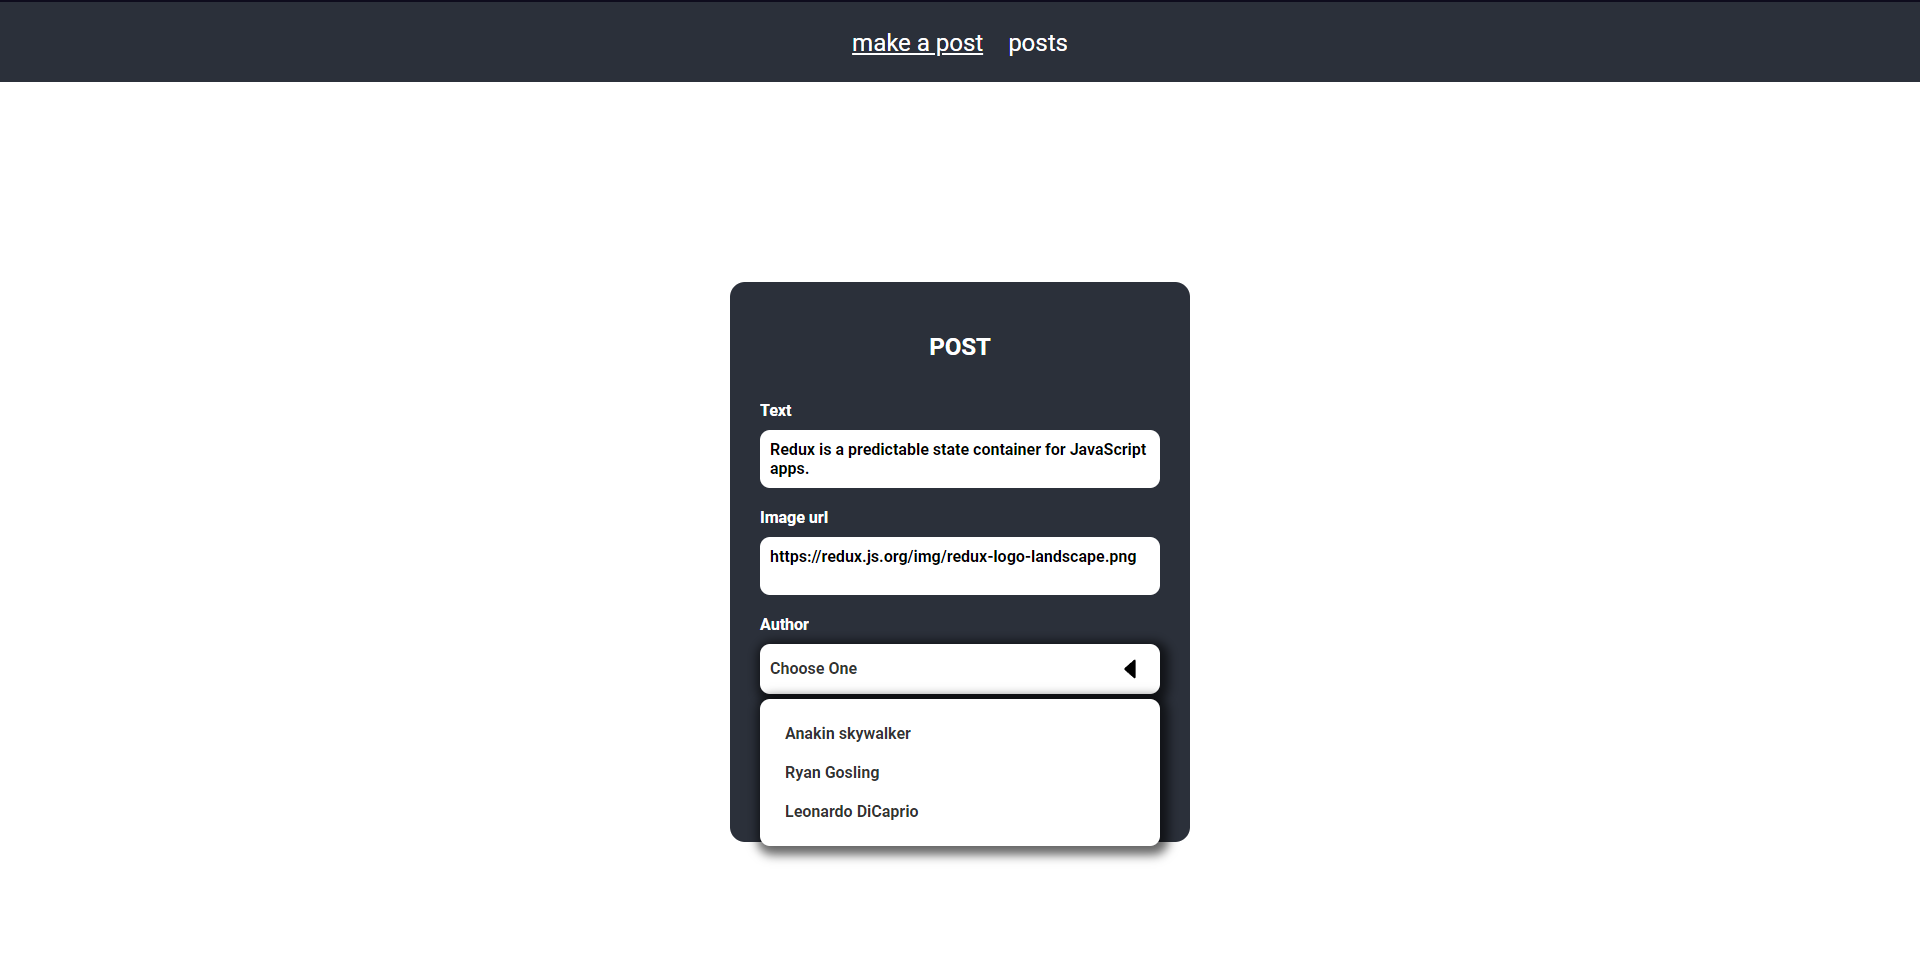 make a post posts
POST
Text
Redux is a predictable state container for JavaScript
apps.
Image url
https://redux.js.org/img/redux-logo-landscape.png
Author
Choose One
Anakin skywalker
Ryan Gosling
Leonardo DiCaprio